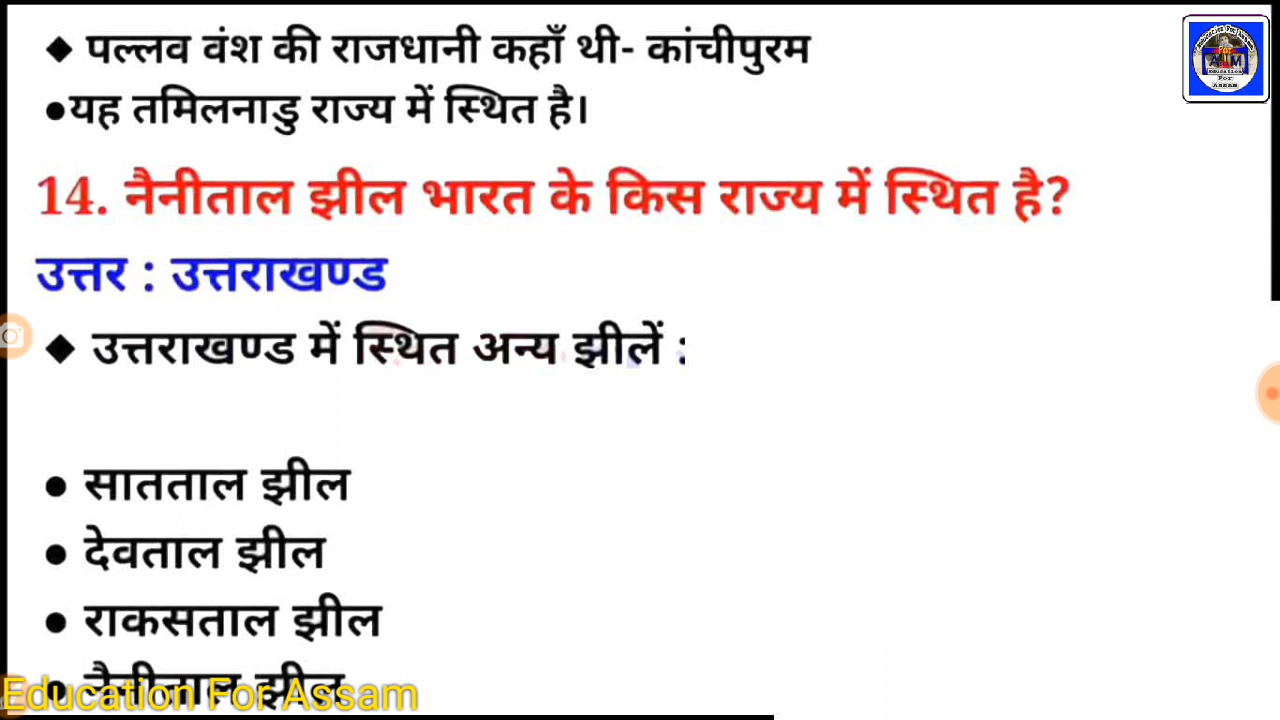 ◆ पल्लव वंश की राजधानी कहाँ थी- कांचीपुरम
●यह तमिलनाडु राज्य में स्थित है।
14. नैनीताल झील भारत के किस राज्य में स्थित है?
उत्तर : उत्तराखण्ड
◆ उत्तराखण्ड में स्थित अन्य झीलें :
● सातताल झील
● देवताल झील
● राकसताल झील
● नैनीताल झील
Education For Assam